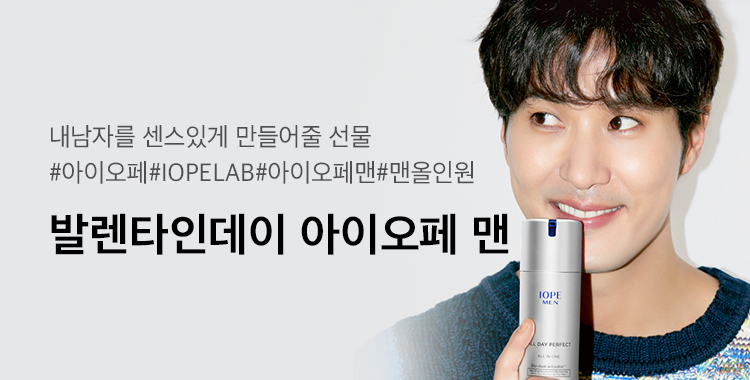 내남자를 센스있게 만들어줄 선물
#아이오페#IOPELAB#아이오페맨#맨올인원
발렌타인데이 아이오페 맨
IOPE
MEN
ALL DAY PERFECT
ALL IN ONE